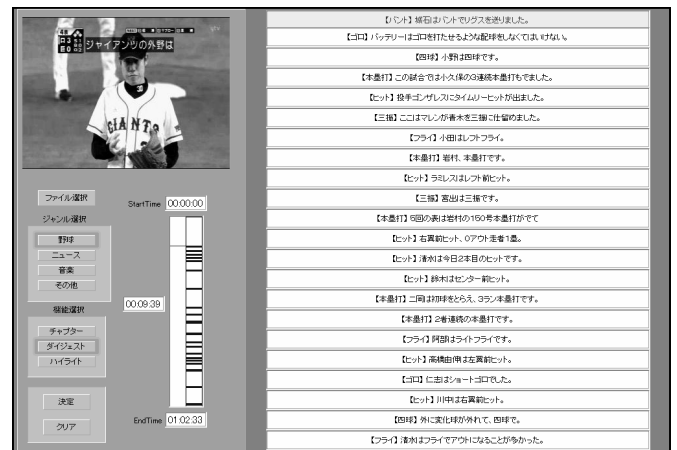 ジャイアンツの外野は
GIANTS
ファイル選択
StartTime 00:00:00
ジャンル選択
野球
ニュース
音楽
その他
00:09:39
機能選択
チャプター
ダイジェスト
ハイライト
決定
クリア
EndTime 01:02:33
【バント】城石はバントでリグスを送りました。
【ゴロ】バッテリーはゴロを打たせるような配球をしなくてはいけない。
【四球】小野は四球です。
【本塁打】この試合では小久保の3連続本塁打もでました。
【ヒット】投手ゴンザレスにタイムリーヒットが出ました。
【三振】ここはマレンが青木を三振に仕留めました。
【フライ】小田はレフトフライ。
【本塁打】岩村、本塁打です。
【ヒット】ラミレスはレフト前ヒット。
【三振】宮出は三振です。
【本塁打】5回の表は岩村の150号本塁打がでて
【ヒット】右翼前ヒット、0アウト走者1塁。
【ヒット】清水は今日2本目のヒットです。
【ヒット】鈴木はセンター前ヒット。
【本塁打】二岡は初球をとらえ、3ラン本塁打です。
【本塁打】2者連続の本塁打です。
【フライ】阿部はライトフライです。
【ヒット】高橋由伸は左翼前ヒット。
【ゴロ】仁志はショートゴロでした。
【ヒット】川中は右翼前ヒット。
【四球】外に変化球が外れて、四球で。
【フライ】清水はフライでアウトになることが多かった。